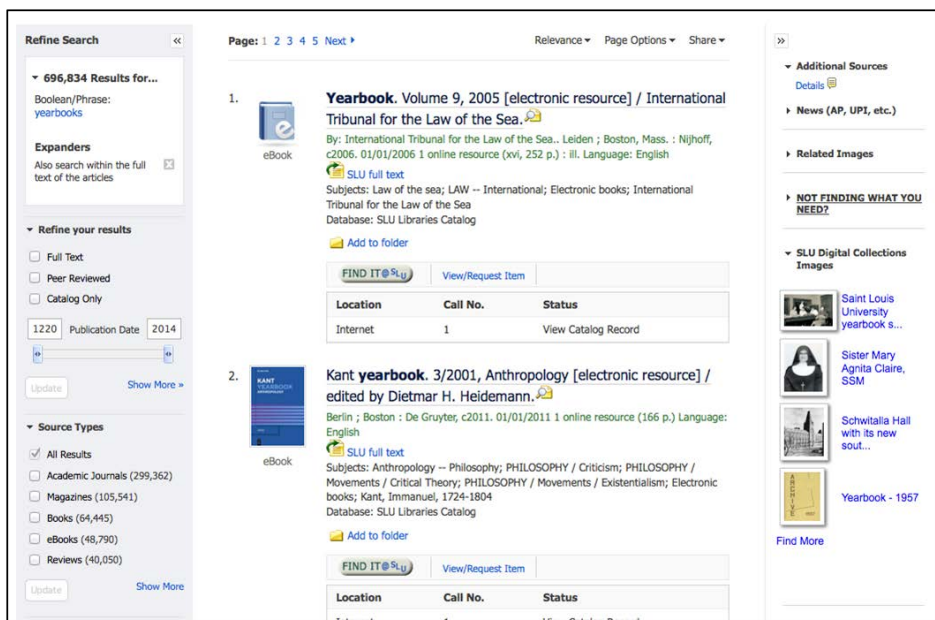 Refine Search
«
▼ 696,834 Results for...
Boolean/Phrase:
yearbooks
Expanders
Also search within the full
text of the articles
▼ Refine your results
Full Text
Peer Reviewed
Catalog Only
1220 Publication Date 2014
Update
Show More »
▼ Source Types
All Results
Academic Journals (299,362)
Magazines (105,541)
Books (64,445)
eBooks (48,790)
Reviews (40,050)
Update
Show More
Page: 1 2 3 4 5 Next
Relevance Page Options Share
1.
eBook
Yearbook. Volume 9, 2005 [electronic resource] / International
Tribunal for the Law of the Sea.
By: International Tribunal for the Law of the Sea.. Leiden ; Boston, Mass. : Nijhoff,
c2006. 01/01/2006 1 online resource (xvi, 252 p.) : ill. Language: English
SLU full text
Subjects: Law of the sea; LAW -- International; Electronic books; International
Tribunal for the Law of the Sea
Database: SLU Libraries Catalog
Add to folder
FIND IT@SLU View/Request Item
Location Call No. Status
Internet 1 View Catalog Record
2.
KANT
YEARBOOK
ANTHROPOLOGY
eBook
Kant yearbook. 3/2001, Anthropology [electronic resource] /
edited by Dietmar H. Heidemann.
Berlin ; Boston : De Gruyter, c2011. 01/01/2011 1 online resource (166 p.) Language:
English
SLU full text
Subjects: Anthropology -- Philosophy; PHILOSOPHY / Criticism; PHILOSOPHY /
Movements / Critical Theory; PHILOSOPHY / Movements / Existentialism; Electronic
books; Kant, Immanuel, 1724-1804
Database: SLU Libraries Catalog
Add to folder
FIND IT@SLU View/Request Item
Location Call No. Status
»
Additional Sources
Details
News (AP, UPI, etc.)
Related Images
NOT FINDING WHAT YOU
NEED?
SLU Digital Collections
Images
Saint Louis
University
yearbook s...
Sister Mary
Agnita Claire,
SSM
Schwitalla Hall
with its new
sout...
ARCHIVE
Yearbook - 1957
Find More